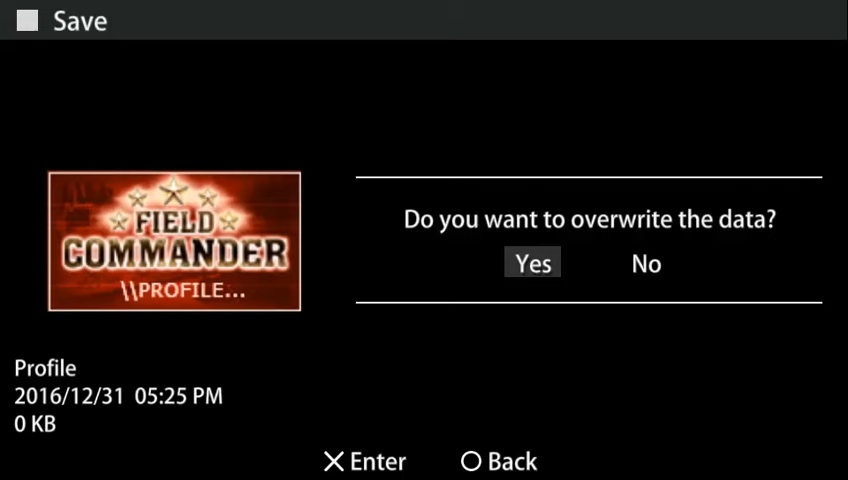 Save
FIELD
COMMANDER
\\PROFILE...
Do you want to overwrite the data?
Yes No
Profile
2016/12/31 05:25 PM
0 KB
Enter Back